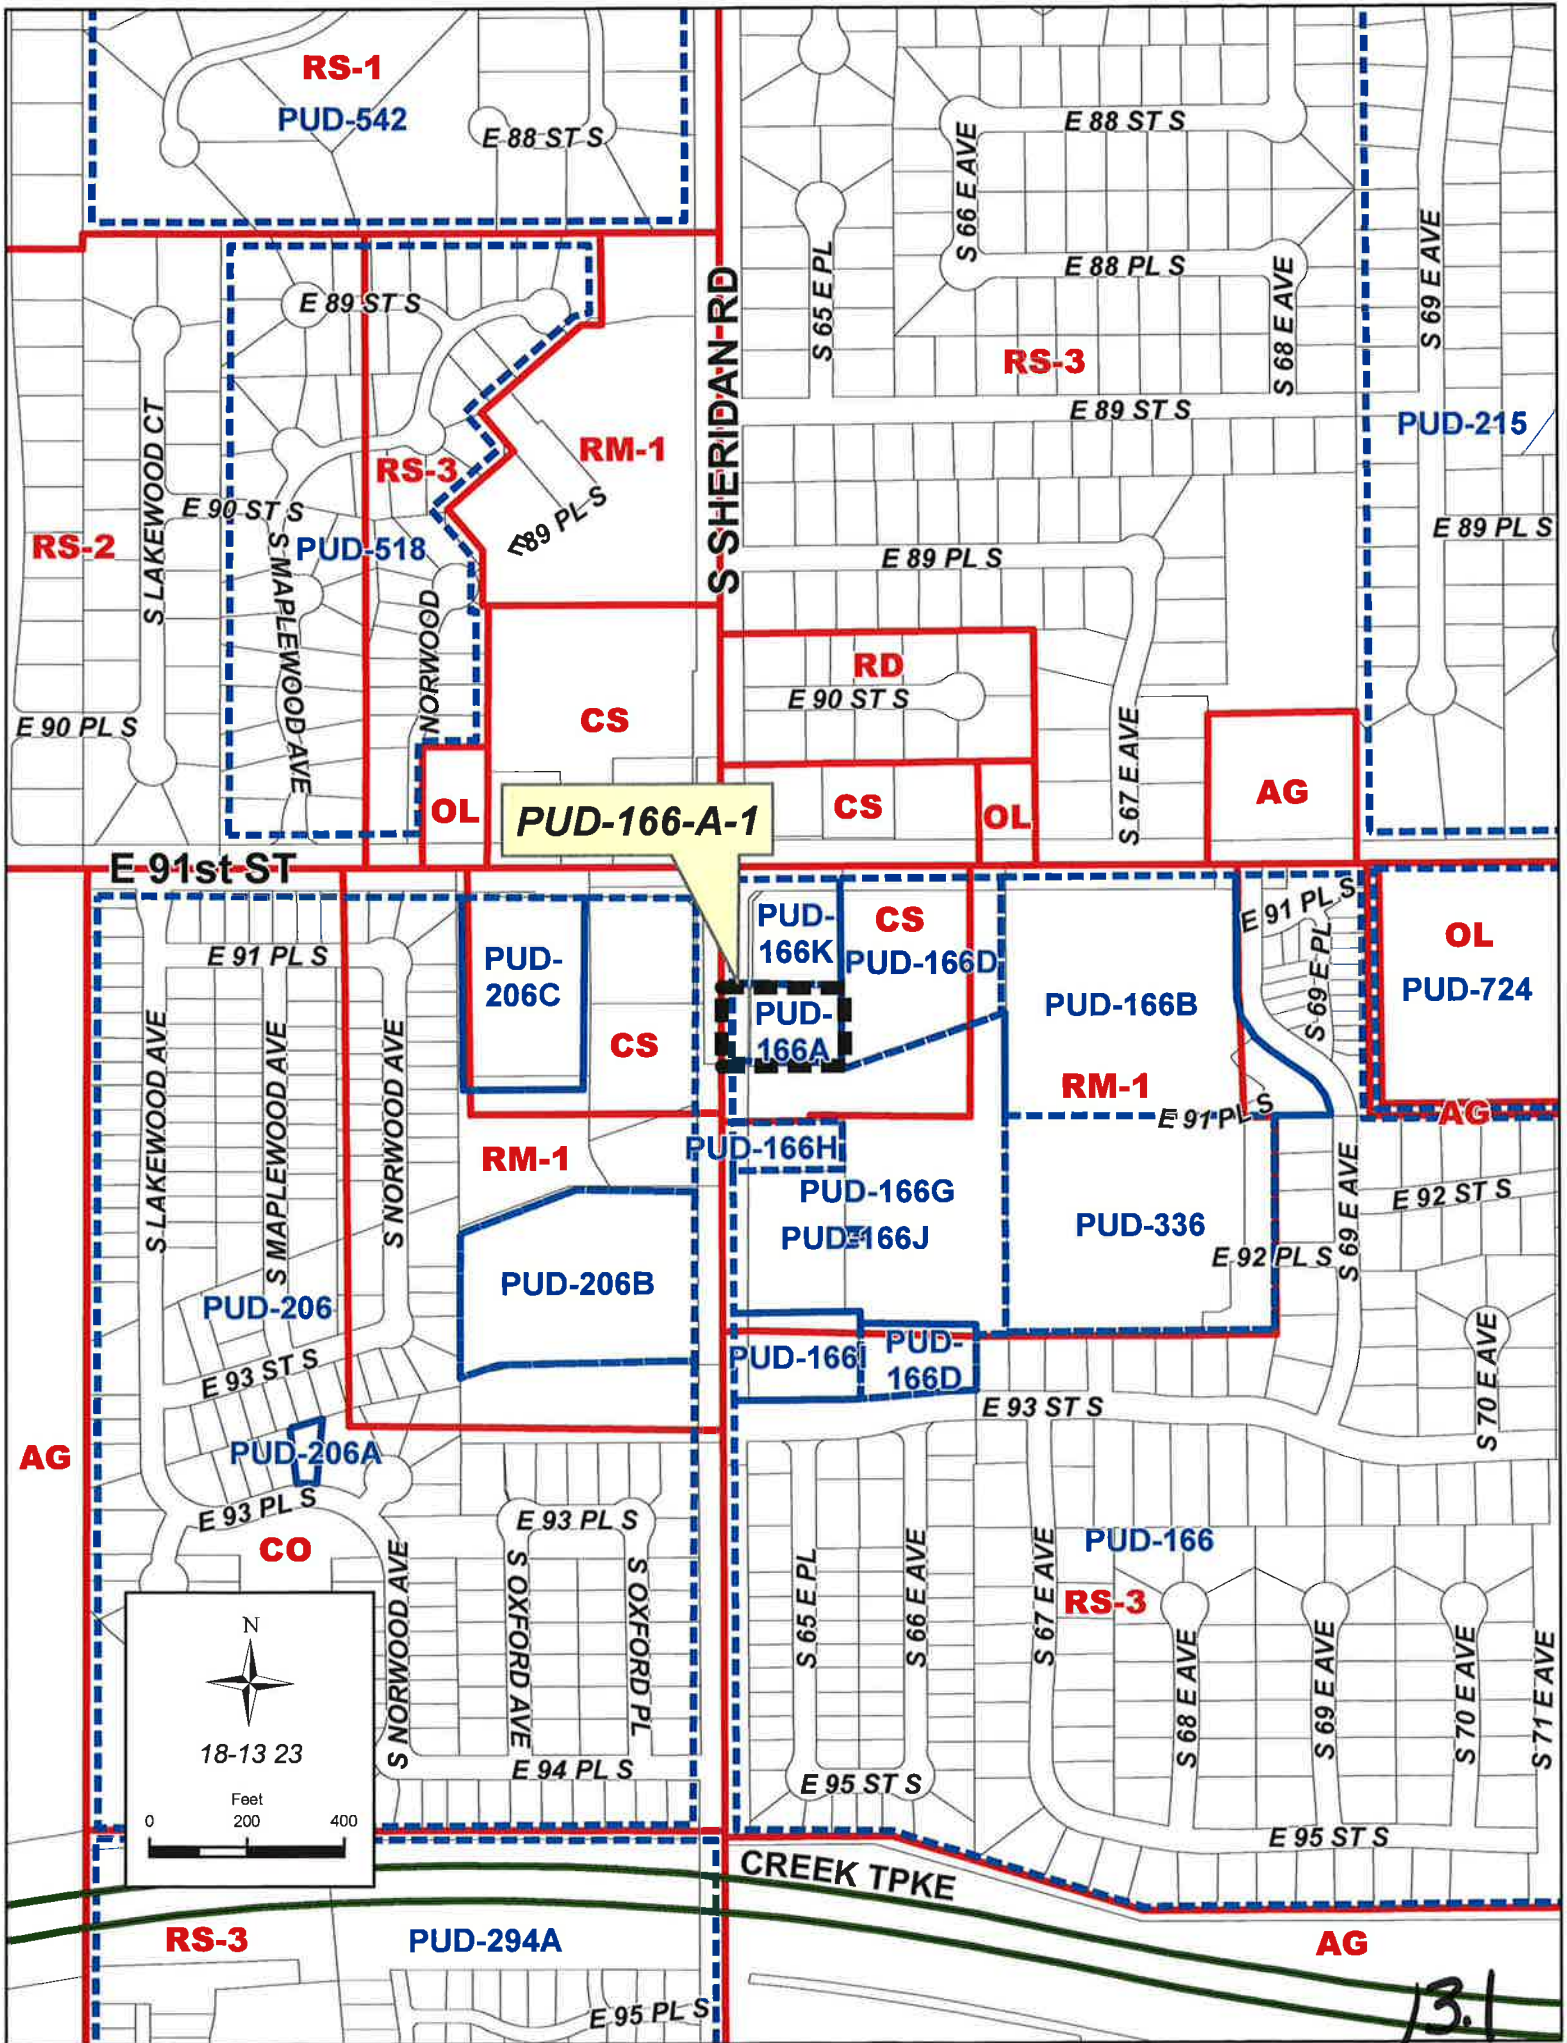 RS-1
PUD-542
E 88 ST S
E 88 ST S
S 66 E AVE
S 65 E PL
E 88 PL S
S 68 E AVE
S 69 E AVE
E 89 ST S
S SHERIDAN RD
RS-3
E 89 ST S
PUD-215
S LAKEWOOD CT
RS-3
RM-1
E 90 ST S
E 89 PL S
RS-2
PUD-518
S MAPLEWOOD AVE
NORWOOD
E 89 PL S
E 89 PL S
RD
E 90 ST S
E 90 PL S
CS
S 67 E AVE
OL
CS
OL
AG
PUD-166-A-1
E 91st ST
E 91 PL S
PUD-
206C
CS
PUD-
166K
CS
PUD-166D
PUD-
166A
PUD-166B
RM-1
E 91 PL S
S 69 E PL
E 91 PL S
OL
PUD-724
AG
S LAKEWOOD AVE
S MAPLEWOOD AVE
S NORWOOD AVE
RM-1
PUD-166H
PUD-166G
PUD-166J
PUD-336
E 92 ST S
S 69 E AVE
E 92 PL S
PUD-206
PUD-206B
E 93 ST S
PUD-166I
PUD-
166D
S 70 E AVE
E 93 ST S
AG
PUD-206A
E 93 PL S
CO
E 93 PL S
S NORWOOD AVE
S OXFORD AVE
S OXFORD PL
E 94 PL S
S 65 E PL
S 66 E AVE
S 67 E AVE
PUD-166
RS-3
S 68 E AVE
S 69 E AVE
S 70 E AVE
S 71 E AVE
E 95 ST S
E 95 ST S
N
18-13 23
Feet
0 200 400
CREEK TPKE
RS-3
PUD-294A
AG
E 95 PL S
13.1